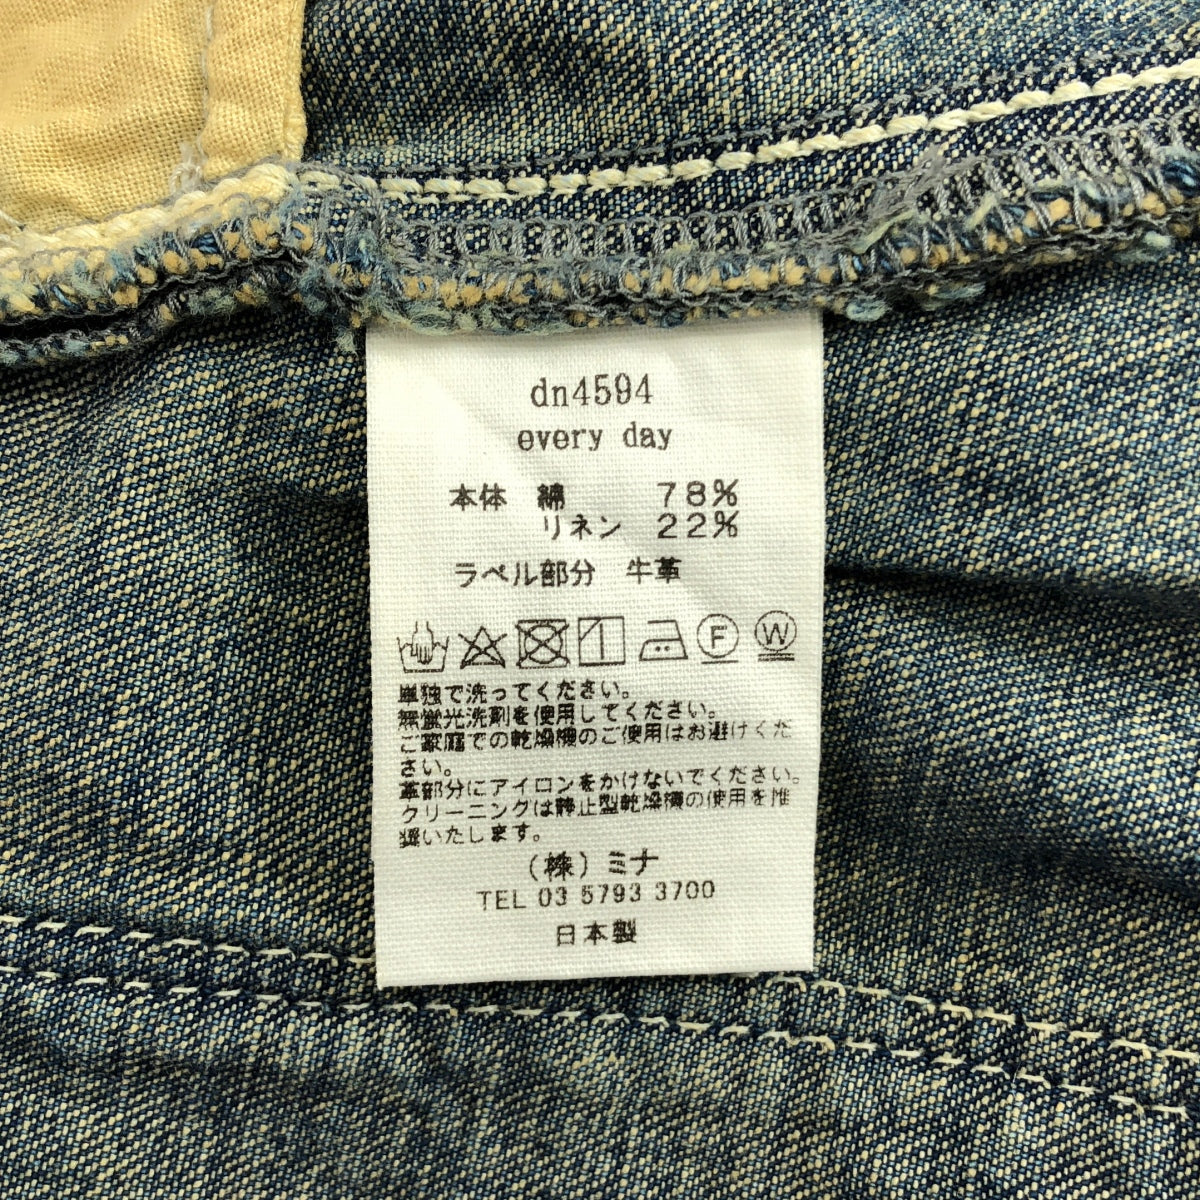 dn4594
every day
本体 綿 78%
リネン 22%
ラベル部分 牛革
F W
単独で洗ってください。
無蛍光洗剤を使用してください。
ご家庭での乾燥機のご使用はお避けくだ
さい。
革部分にアイロンをかけないでください。
クリーニングは静止型乾燥機の使用を推
奨いたします。
(株)ミナ
TEL 03 5793 3700
日本製